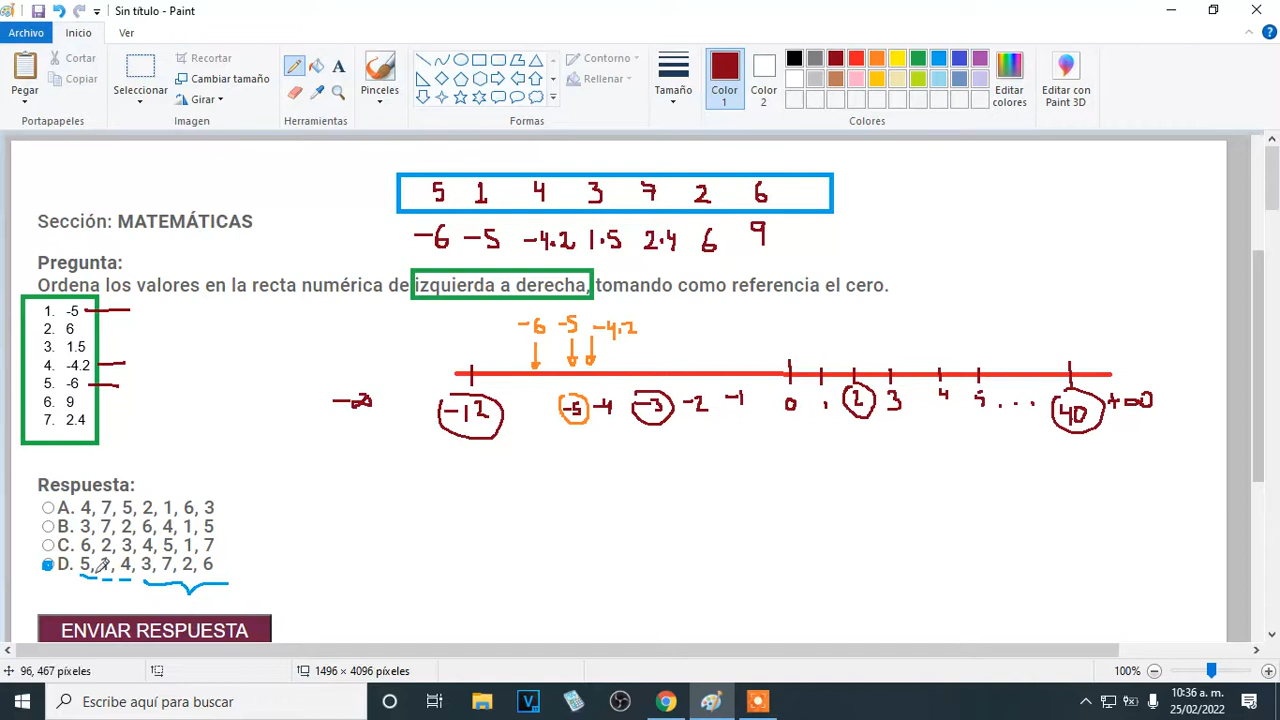 Sin título - Paint
Archivo Inicio Ver
Pegar
Cortar
Copiar
Seleccionar
Recortar
Cambiar tamaño
Girar
A
Pinceles
Contorno
Rellenar
Tamaño
Color 1
Color 2
Editar colores
Editar con Paint 3D
Portapapeles Imagen Herramientas Formas Colores
5 1 4 3 7 2 6
-6 -5 -4.2 1.5 2.4 6 9
Sección: MATEMÁTICAS
Pregunta:
Ordena los valores en la recta numérica de izquierda a derecha, tomando como referencia el cero.
1. -5
2. 6
3. 1.5
4. -4.2
5. -6
6. 9
7. 2.4
-6 -5 -4.2
-∞ -12 -5 -4 -3 -2 -1 0 1 2 3 4 5 ... 40 +∞
Respuesta:
A. 4, 7, 5, 2, 1, 6, 3
B. 3, 7, 2, 6, 4, 1, 5
C. 6, 2, 3, 4, 5, 1, 7
D. 5, 1, 4, 3, 7, 2, 6
ENVIAR RESPUESTA
96, 467 píxeles
1496 × 4096 píxeles
100%
Escribe aquí para buscar
10:36 a. m.
25/02/2022